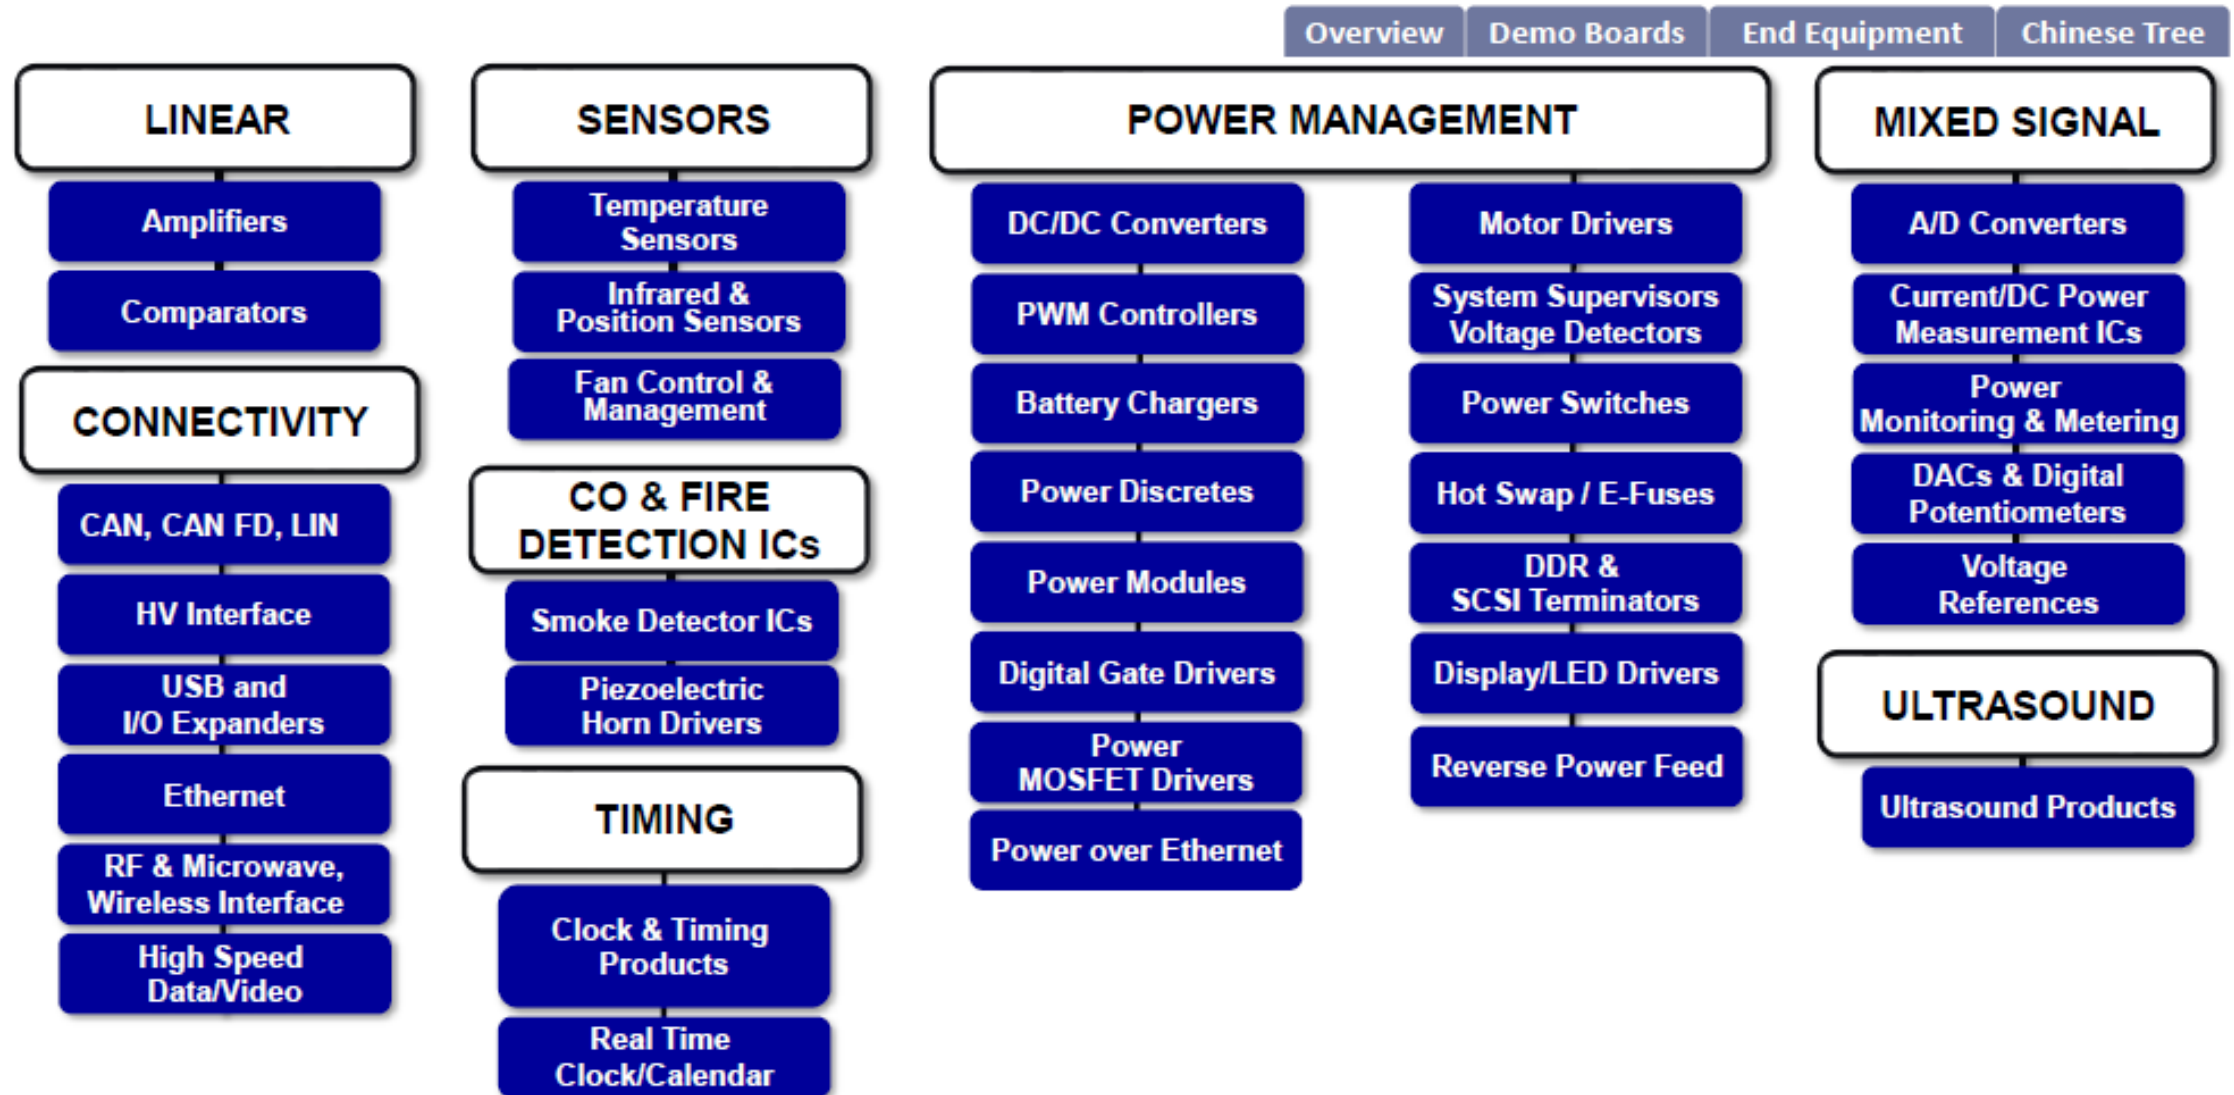 Overview
Demo Boards
End Equipment
Chinese Tree
LINEAR
Amplifiers
Comparators
CONNECTIVITY
CAN, CAN FD, LIN
HV Interface
USB and
I/O Expanders
Ethernet
RF & Microwave,
Wireless Interface
High Speed
Data/Video
SENSORS
Temperature
Sensors
Infrared &
Position Sensors
Fan Control &
Management
CO & FIRE
DETECTION ICs
Smoke Detector ICs
Piezoelectric
Horn Drivers
TIMING
Clock & Timing
Products
Real Time
Clock/Calendar
POWER MANAGEMENT
DC/DC Converters
PWM Controllers
Battery Chargers
Power Discretes
Power Modules
Digital Gate Drivers
Power
MOSFET Drivers
Power over Ethernet
Motor Drivers
System Supervisors
Voltage Detectors
Power Switches
Hot Swap / E-Fuses
DDR &
SCSI Terminators
Display/LED Drivers
Reverse Power Feed
MIXED SIGNAL
A/D Converters
Current/DC Power
Measurement ICs
Power
Monitoring & Metering
DACs & Digital
Potentiometers
Voltage
References
ULTRASOUND
Ultrasound Products